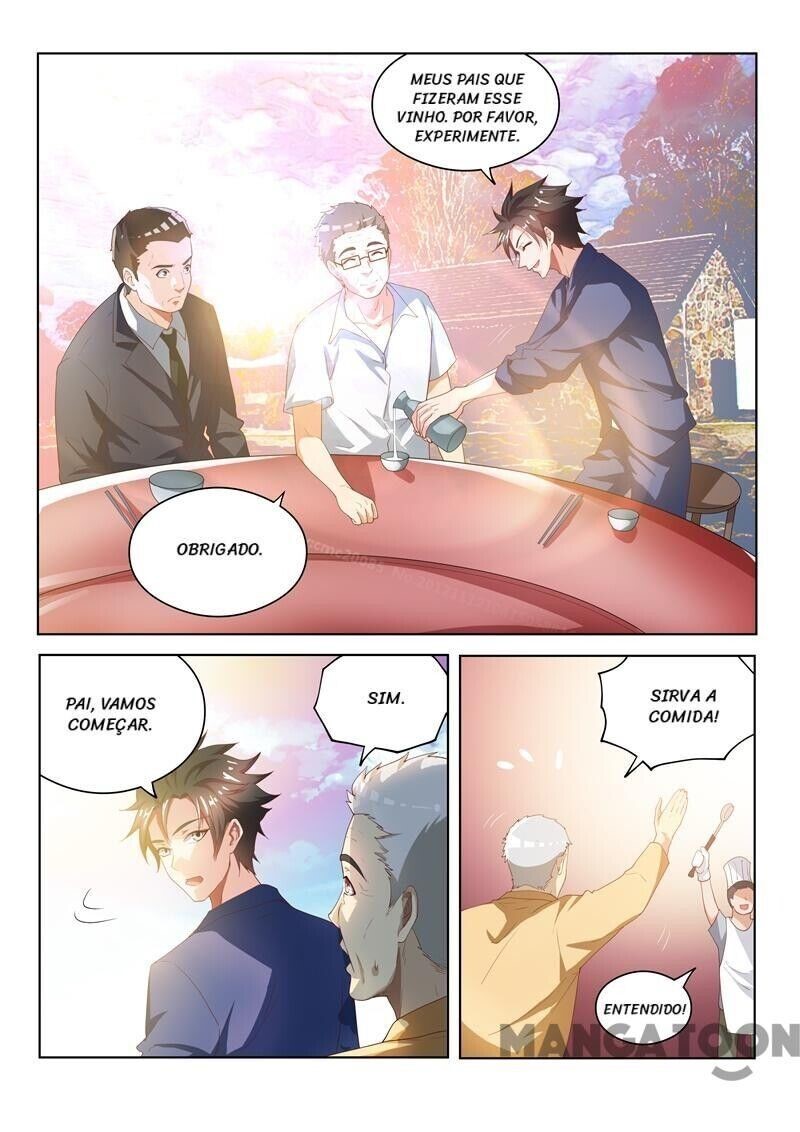 MEUS PAIS QUE
FIZERAM ESSE
VINHO. POR FAVOR,
EXPERIMENTE.
OBRIGADO.
PAI, VAMOS
COMEÇAR.
SIM.
SIRVA A
COMIDA!
ENTENDIDO!
MANGATOON